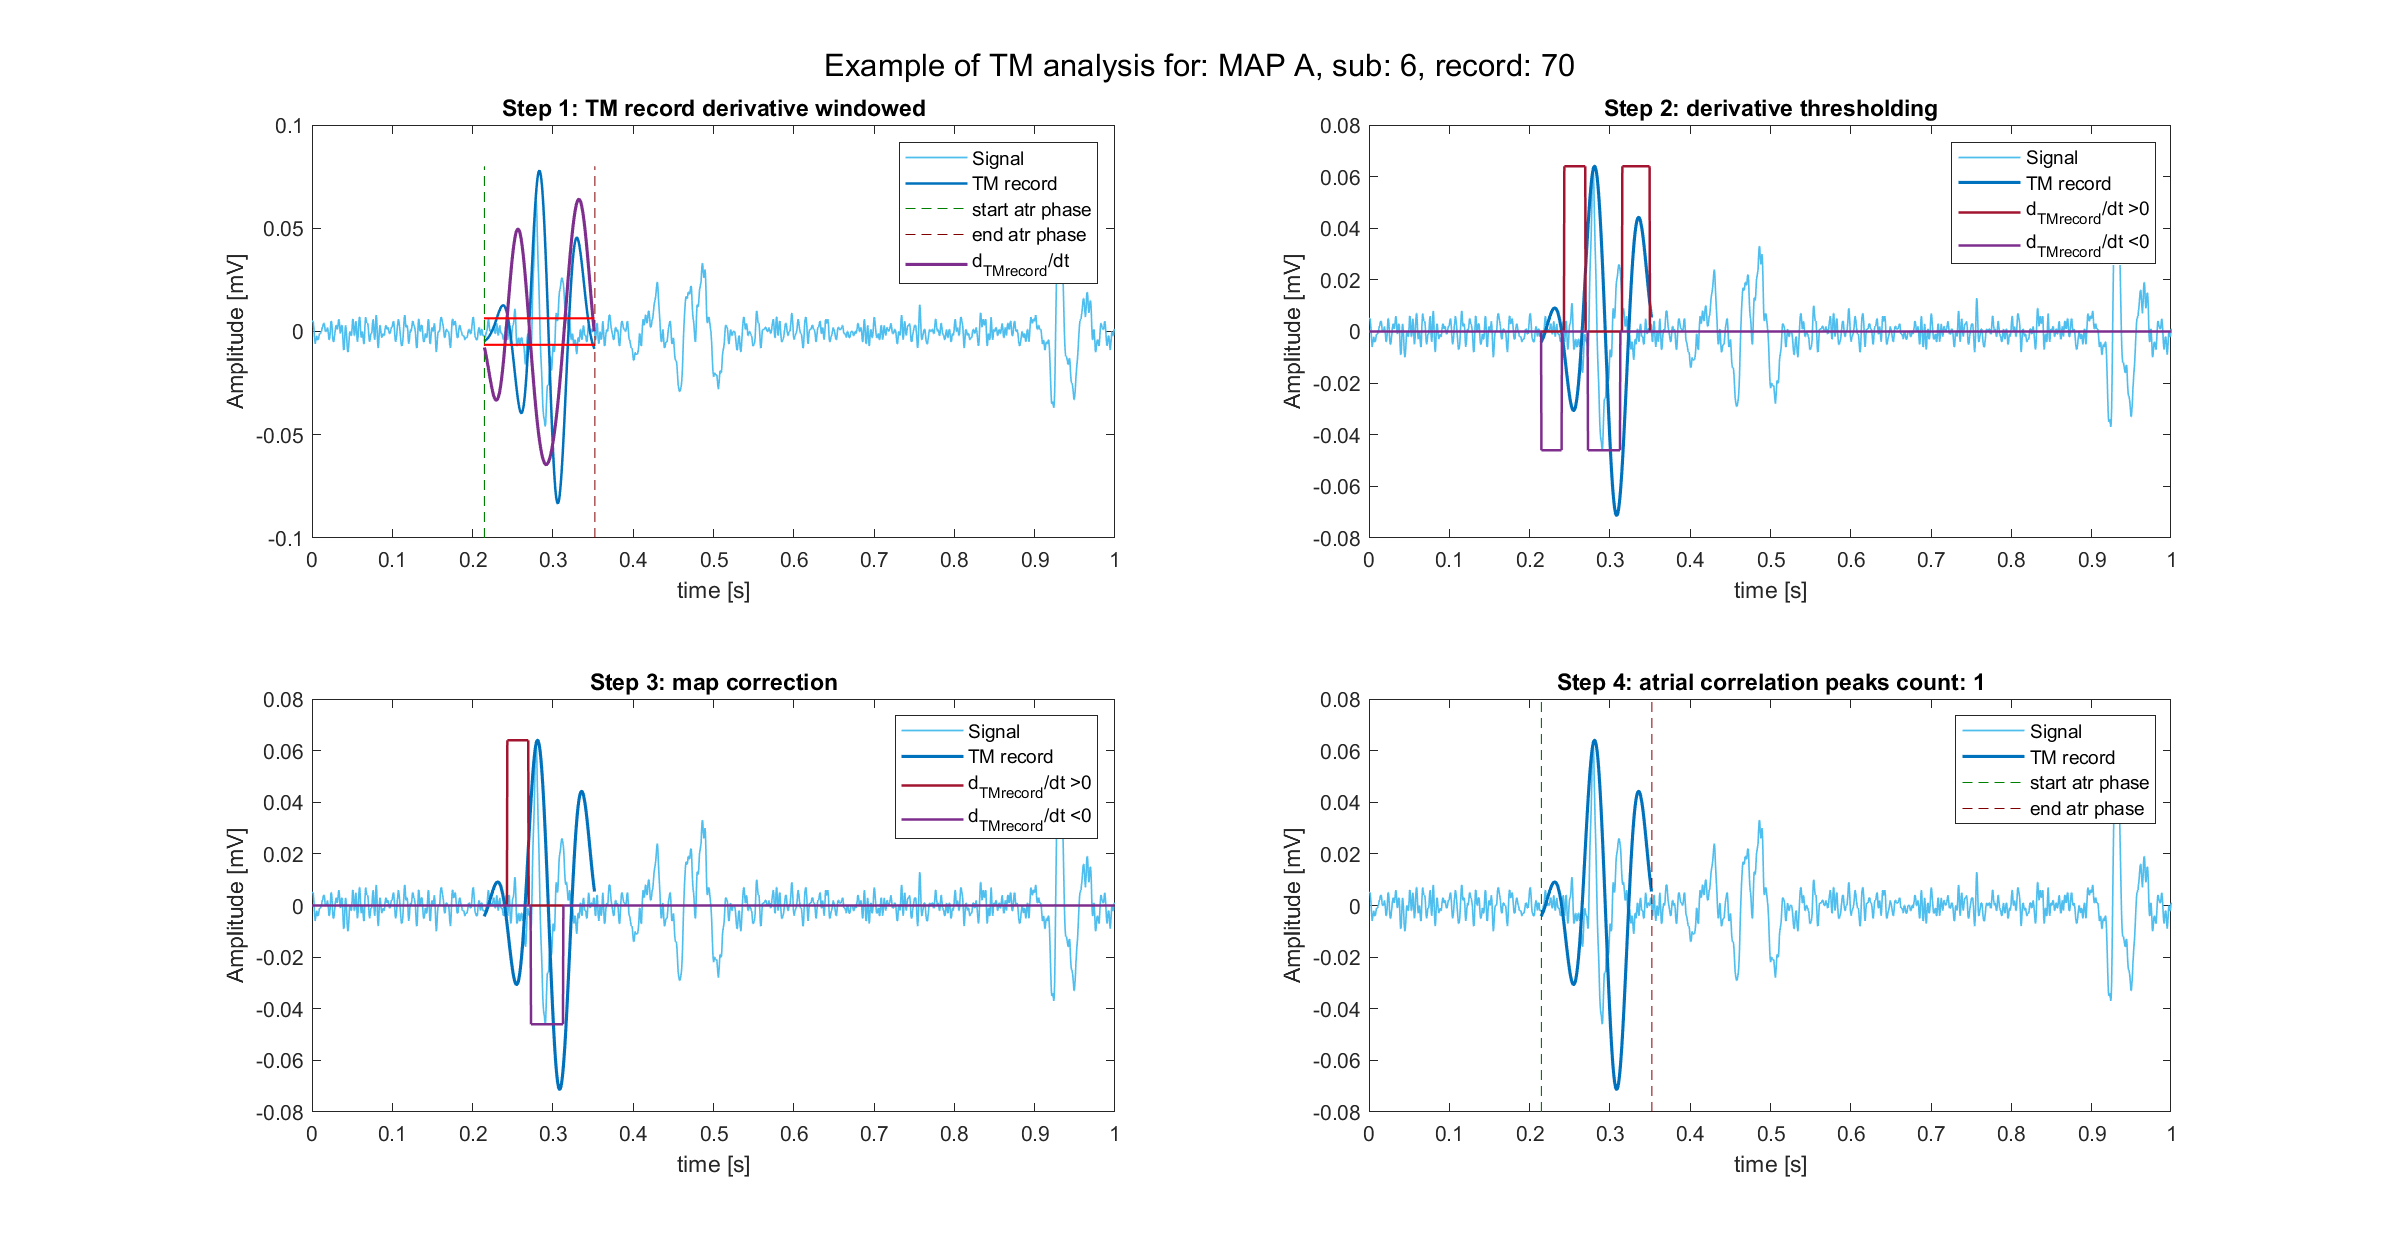 Example of TM analysis for: MAP A, sub: 6, record: 70
Step 1: TM record derivative windowed
Amplitude [mV]
0.1
0.05
0
-0.05
-0.1
Signal
TM record
start atr phase
end atr phase
dTMrecord/dt
0 0.1 0.2 0.3 0.4 0.5 0.6 0.7 0.8 0.9 1
time [s]
Step 2: derivative thresholding
Amplitude [mV]
0.08
0.06
0.04
0.02
0
-0.02
-0.04
-0.06
-0.08
Signal
TM record
dTMrecord/dt >0
dTMrecord/dt <0
0 0.1 0.2 0.3 0.4 0.5 0.6 0.7 0.8 0.9 1
time [s]
Step 3: map correction
Amplitude [mV]
0.08
0.06
0.04
0.02
0
-0.02
-0.04
-0.06
-0.08
Signal
TM record
dTMrecord/dt >0
dTMrecord/dt <0
0 0.1 0.2 0.3 0.4 0.5 0.6 0.7 0.8 0.9 1
time [s]
Step 4: atrial correlation peaks count: 1
Amplitude [mV]
0.08
0.06
0.04
0.02
0
-0.02
-0.04
-0.06
-0.08
Signal
TM record
start atr phase
end atr phase
0 0.1 0.2 0.3 0.4 0.5 0.6 0.7 0.8 0.9 1
time [s]